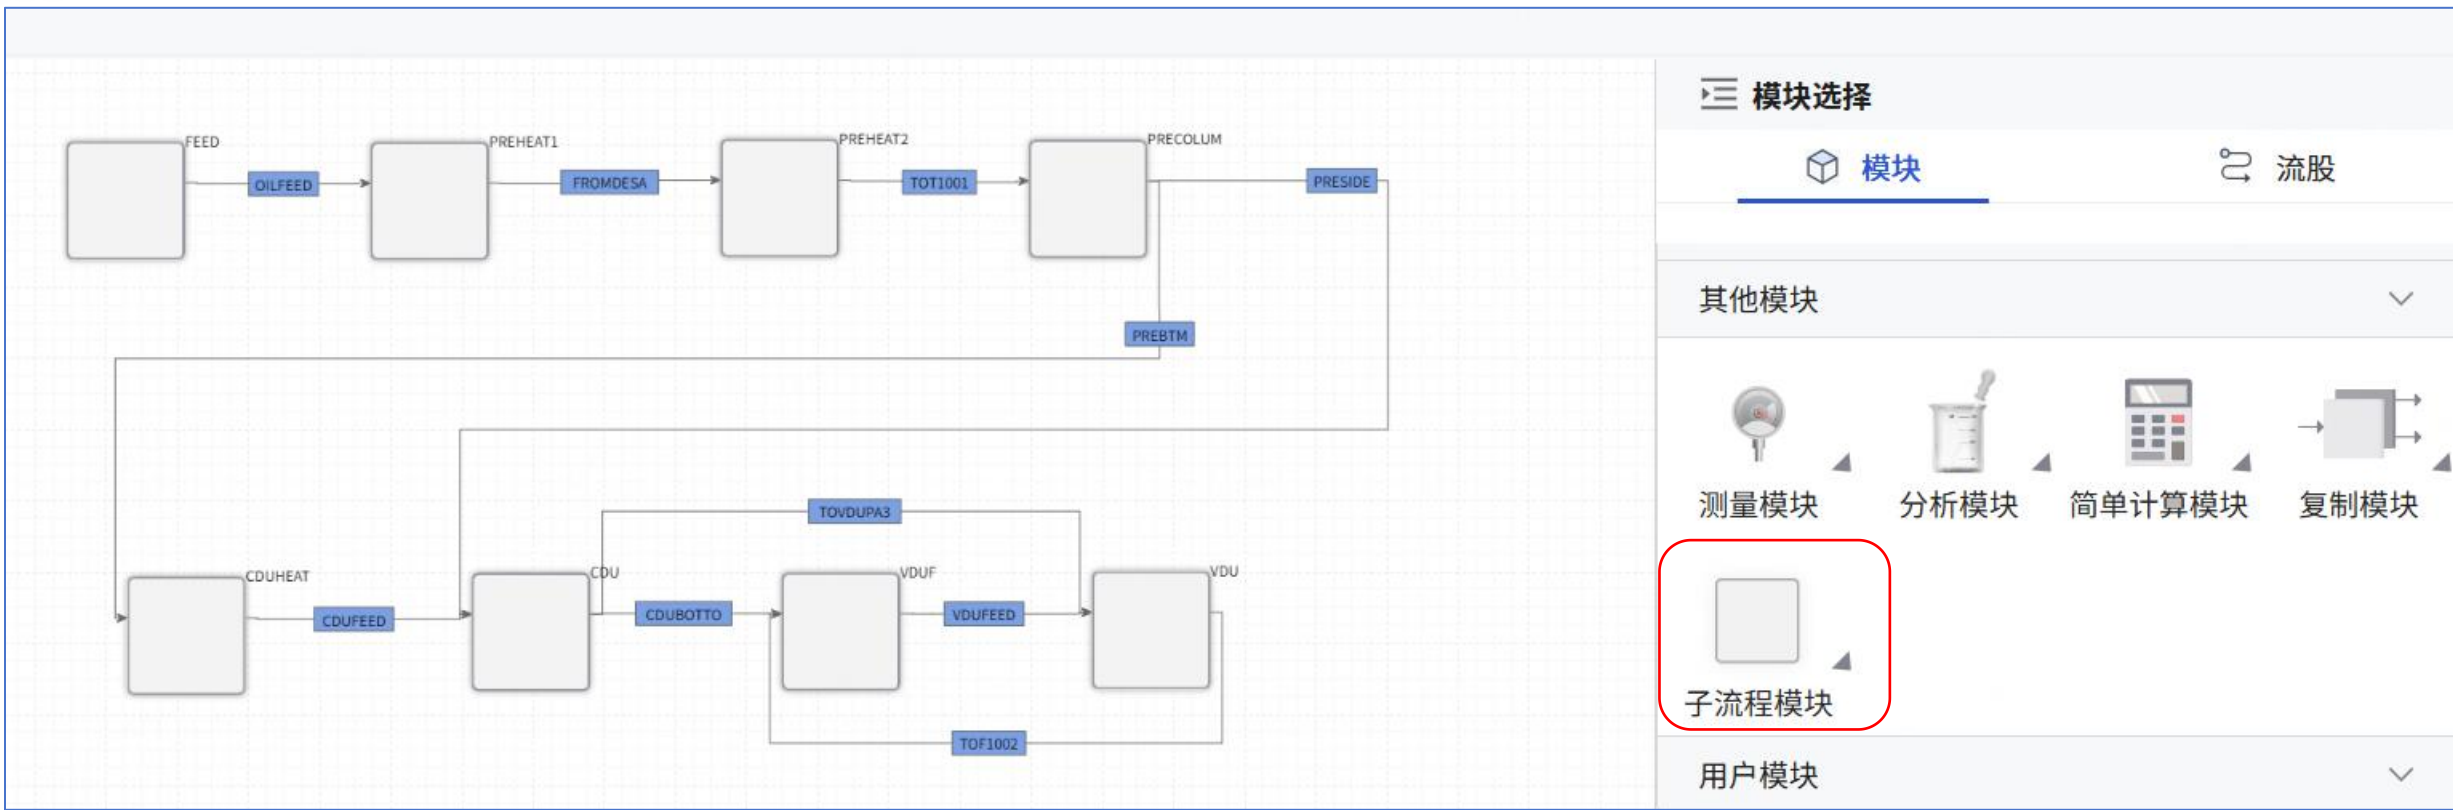 FEED
PREHEAT1
PREHEAT2
PRECOLUM
OILFEED
FROMDESA
TOT1001
PRESIDE
PREBTM
TOVDUPA3
CDUHEAT
CDU
VDUF
VDU
CDUFEED
CDUBOTTO
VDUFEED
TOF1002
模块选择
模块
流股
其他模块
测量模块
分析模块
简单计算模块
复制模块
子流程模块
用户模块